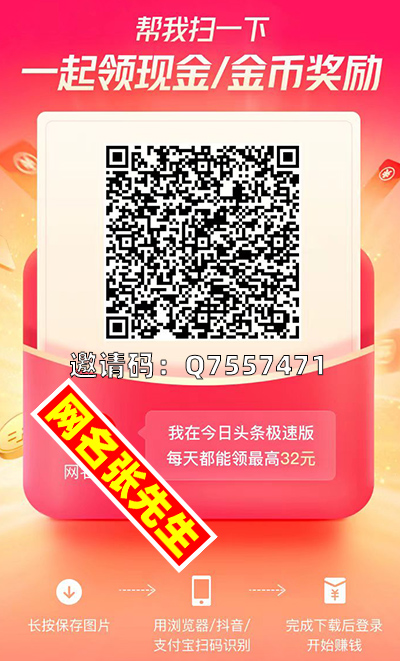 帮我扫一下
一起领现金/金币奖励
邀请码：Q7557471
我在今日头条极速版
每天都能领最高32元
网名
网名张先生
长按保存图片
用浏览器/抖音/
支付宝扫码识别
完成下载后登录
开始赚钱